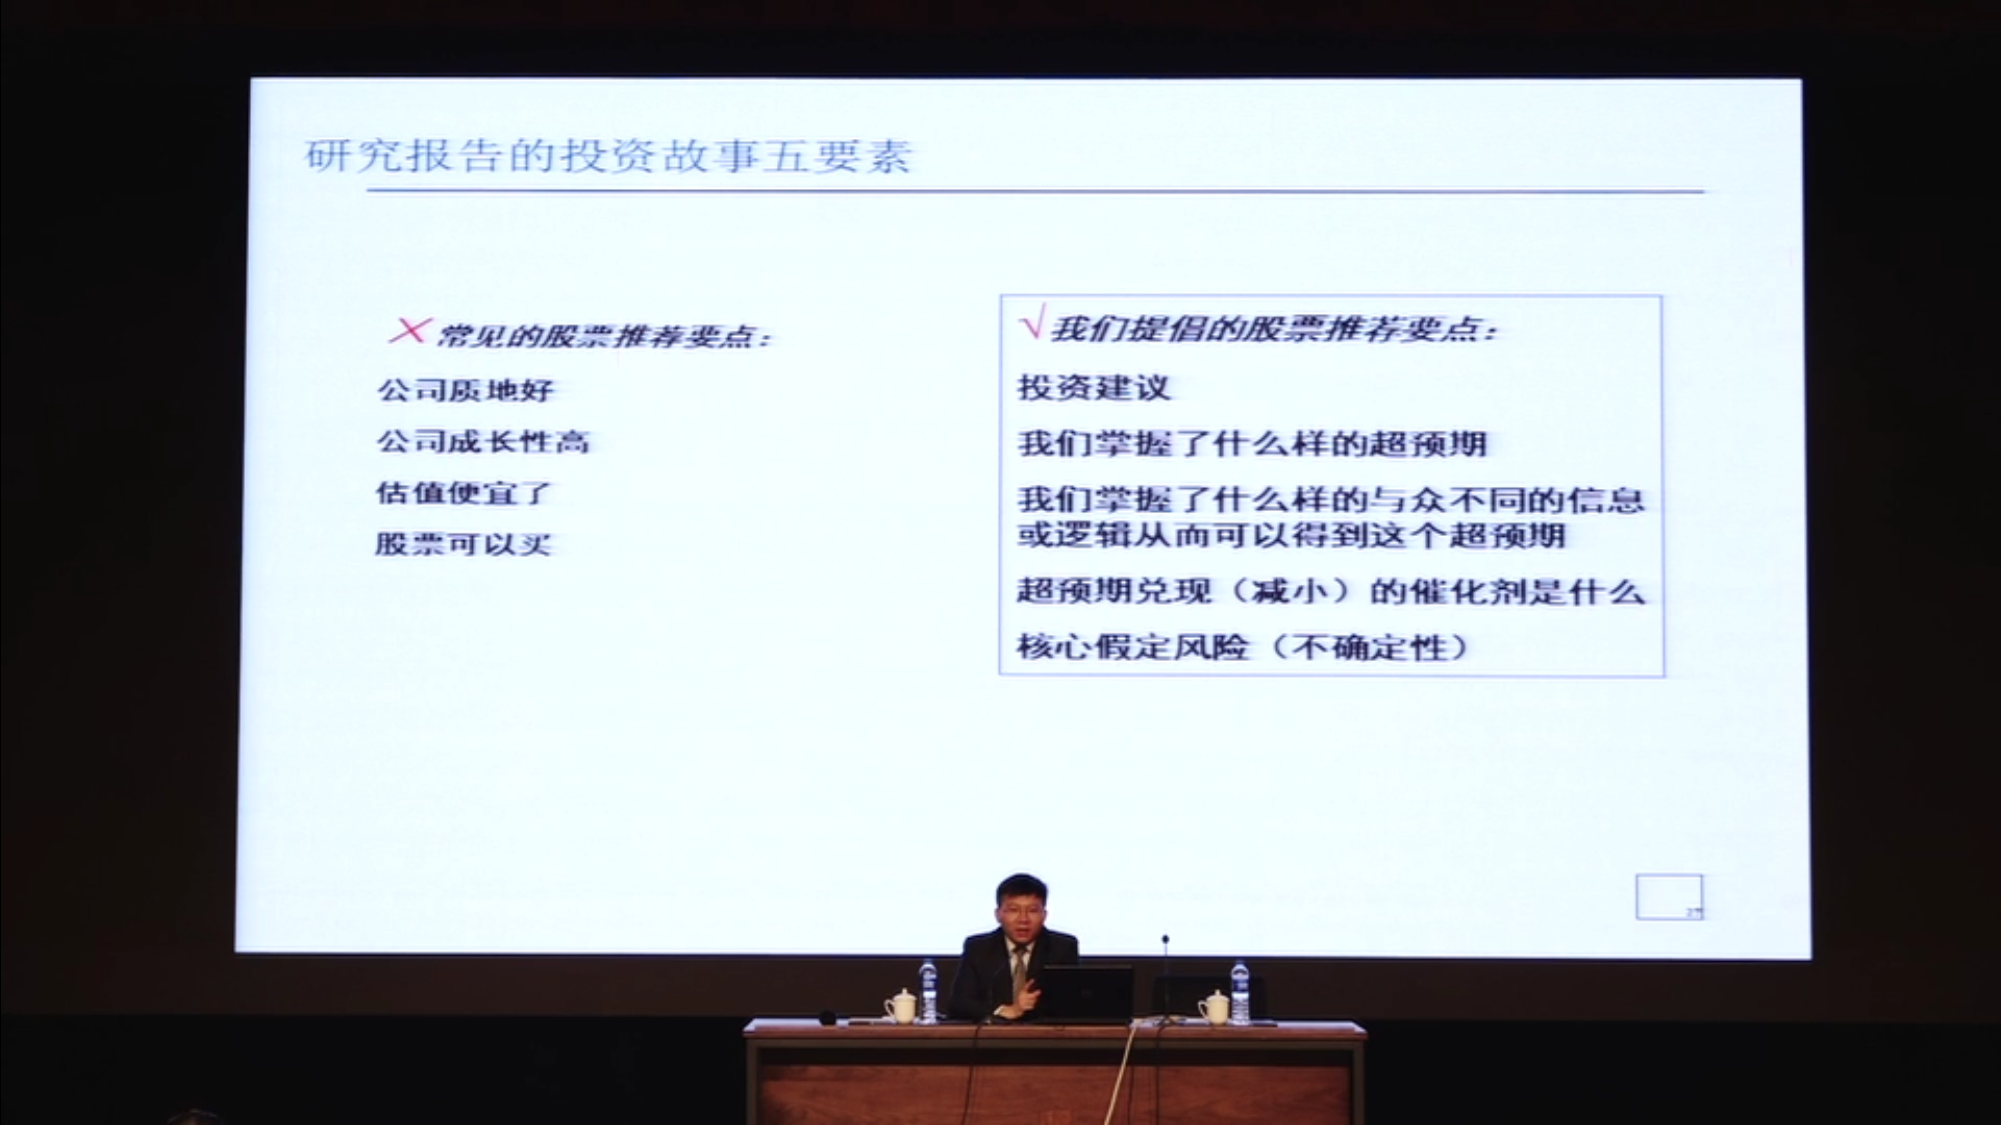 研究报告的投资故事五要素
╳ 常见的股票推荐要点：
公司质地好
公司成长性高
估值便宜了
股票可以买
√ 我们提倡的股票推荐要点：
投资建议
我们掌握了什么样的超预期
我们掌握了什么样的与众不同的信息
或逻辑从而可以得到这个超预期
超预期兑现（减小）的催化剂是什么
核心假定风险（不确定性）